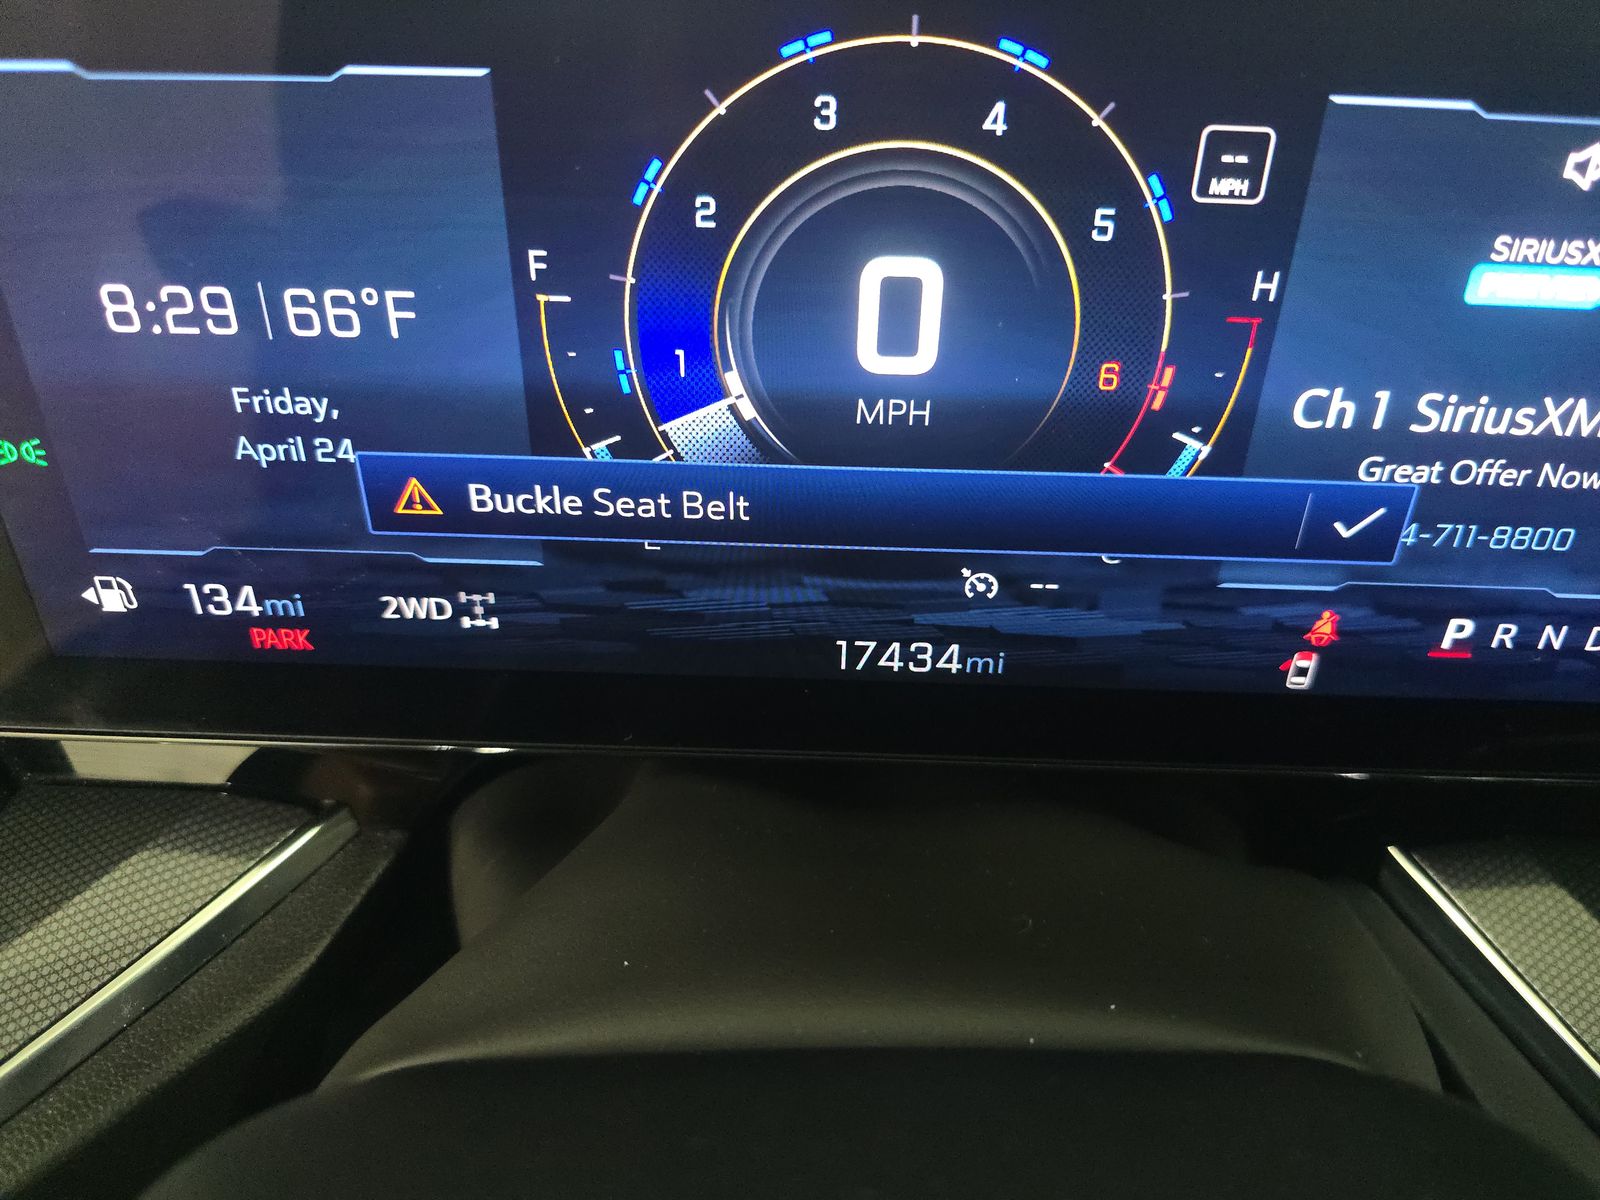 3
4
2
5
1
6
F
H
--
MPH
0
MPH
8:29 66°F
Friday,
April 24
SIRIUSX
Ch 1 SiriusXM
Great Offer Now
4-711-8800
Buckle Seat Belt
134mi
PARK
2WD
--
17434mi
P R N D